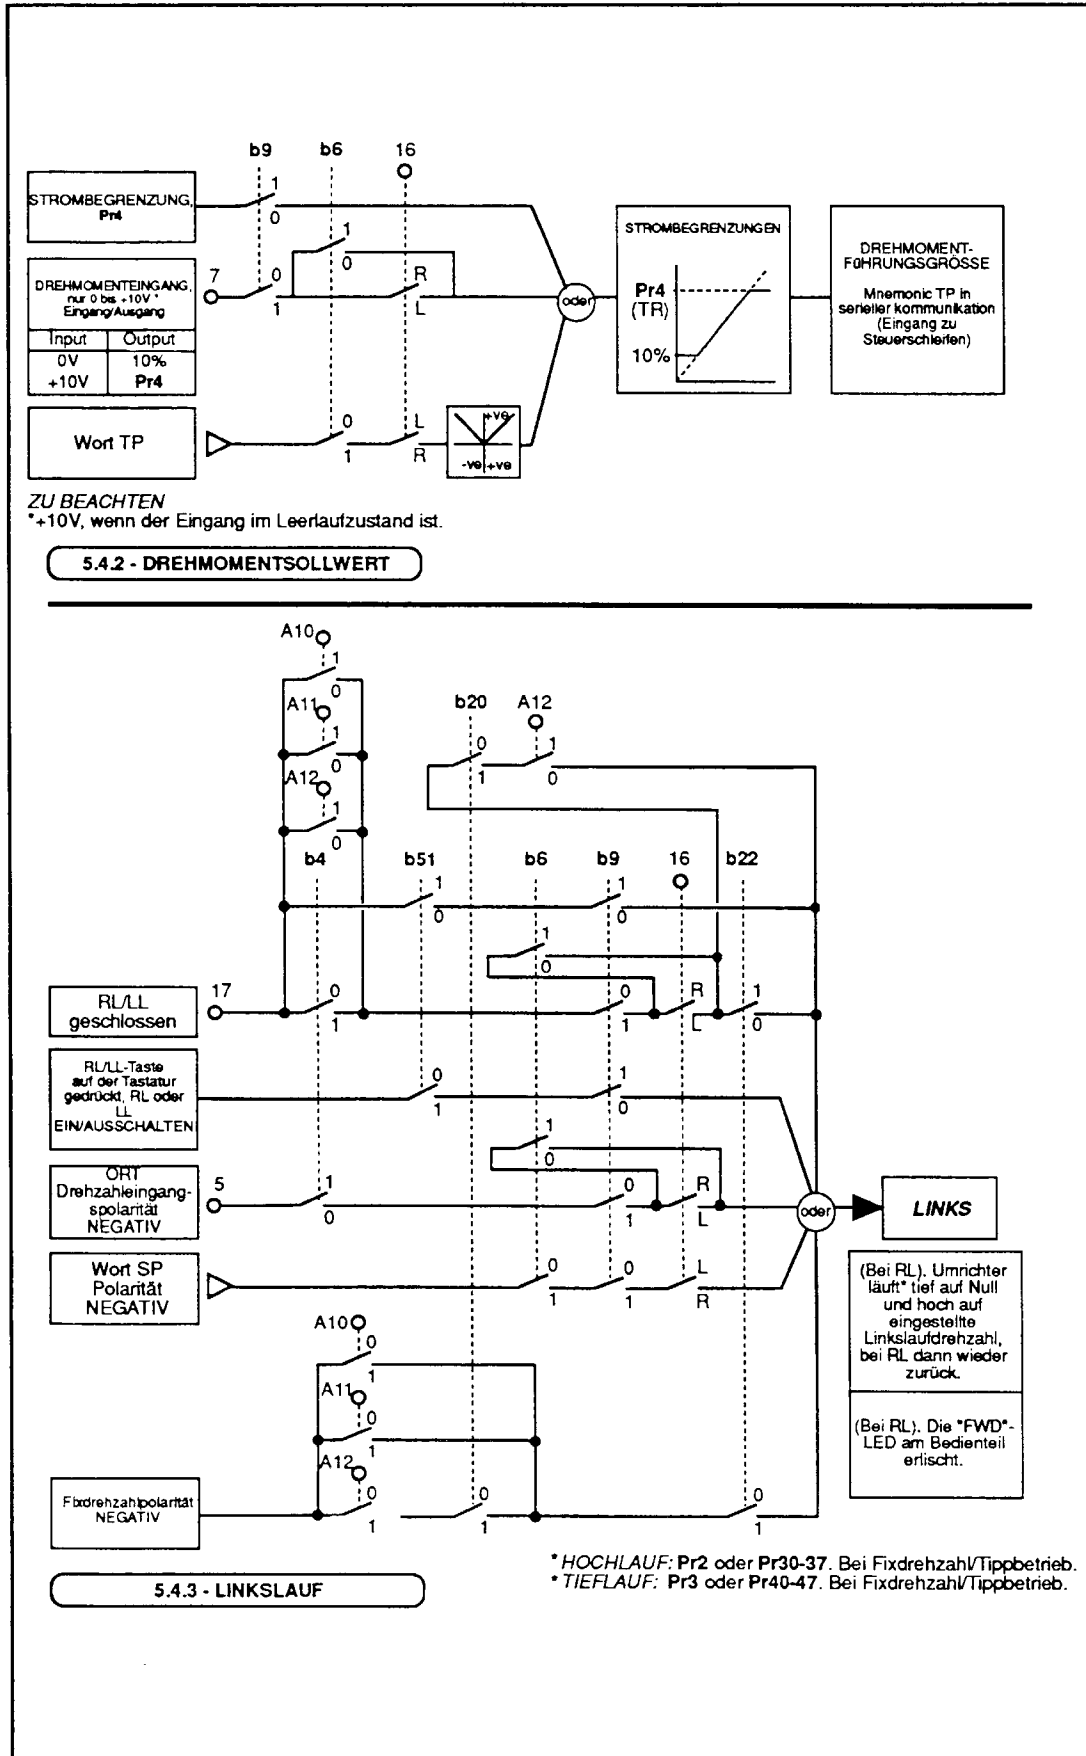 b9 b6 16
STROMBEGRENZUNG,
Pr4
1
0
1
0
DREHMOMENTEINGANG,
nur 0 bis +10V *
Eingang/Ausgang
Input Output
0V 10%
+10V Pr4
7
0
1
R
L
Wort TP
0
1
L
R
+ve
-ve +ve
oder
STROMBEGRENZUNGEN
Pr4
(TR)
10%
DREHMOMENT-
FÜHRUNGSGRÖSSE
Mnemonic TP in
serieller kommunikation
(Eingang zu
Steuerschleifen)
ZU BEACHTEN
*+10V, wenn der Eingang im Leerlaufzustand ist.
5.4.2 - DREHMOMENTSOLLWERT
A10
1
0
A11
1
0
A12
1
0
b20 A12
0
1
1
0
b4 b51 b6 b9 16 b22
1
0
1
0
1
0
RL/LL
geschlossen
17
0
1
0
1
R
L
1
0
RL/LL-Taste
auf der Tastatur
gedrückt, RL oder
LL
EIN/AUSSCHALTEN
0
1
1
0
1
0
ORT
Drehzahleingang-
spolarität
NEGATIV
5
1
0
0
1
R
L
oder
LINKS
Wort SP
Polarität
NEGATIV
0
1
0
1
L
R
(Bei RL). Umrichter
läuft* tief auf Null
und hoch auf
eingestellte
Linkslaufdrehzahl,
bei RL dann wieder
zurück.
(Bei RL). Die "FWD"-
LED am Bedienteil
erlischt.
A10
0
1
A11
0
1
A12
0
1
Fixdrehzahlpolarität
NEGATIV
0
1
0
1
* HOCHLAUF: Pr2 oder Pr30-37. Bei Fixdrehzahl/Tippbetrieb.
* TIEFLAUF: Pr3 oder Pr40-47. Bei Fixdrehzahl/Tippbetrieb.
5.4.3 - LINKSLAUF